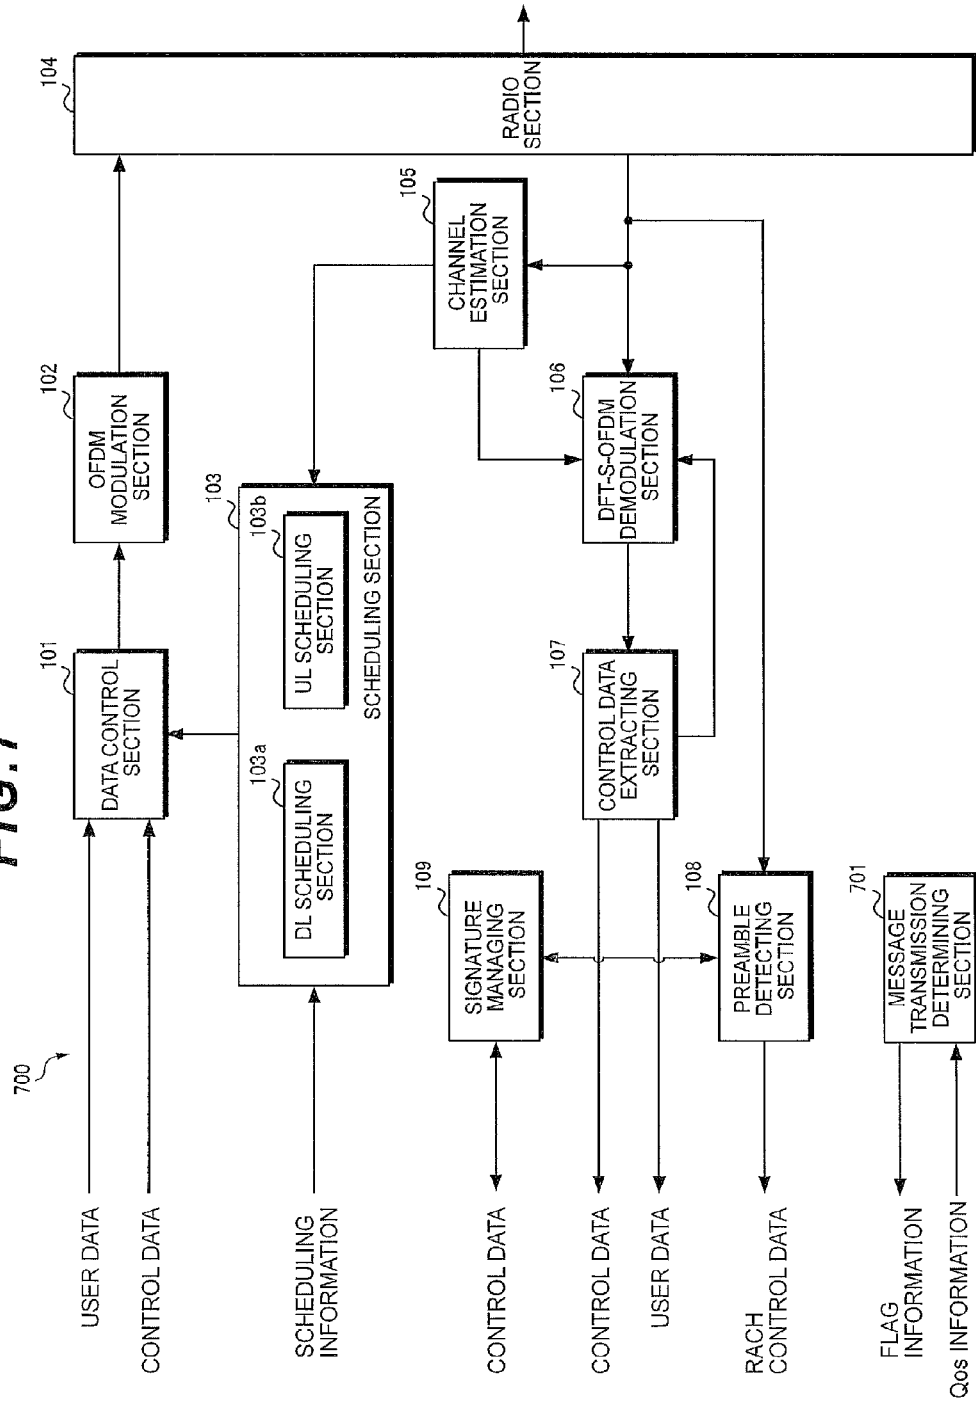 FIG.7
700
USER DATA
CONTROL DATA
101
DATA CONTROL
SECTION
102
OFDM
MODULATION
SECTION
104
RADIO
SECTION
SCHEDULING
INFORMATION
103
103a
DL SCHEDULING
SECTION
103b
UL SCHEDULING
SECTION
SCHEDULING SECTION
105
CHANNEL
ESTIMATION
SECTION
CONTROL DATA
109
SIGNATURE
MANAGING
SECTION
CONTROL DATA
USER DATA
107
CONTROL DATA
EXTRACTING
SECTION
106
DFT-S-OFDM
DEMODULATION
SECTION
RACH
CONTROL DATA
108
PREAMBLE
DETECTING
SECTION
FLAG
INFORMATION
Qos INFORMATION
701
MESSAGE
TRANSMISSION
DETERMINING
SECTION